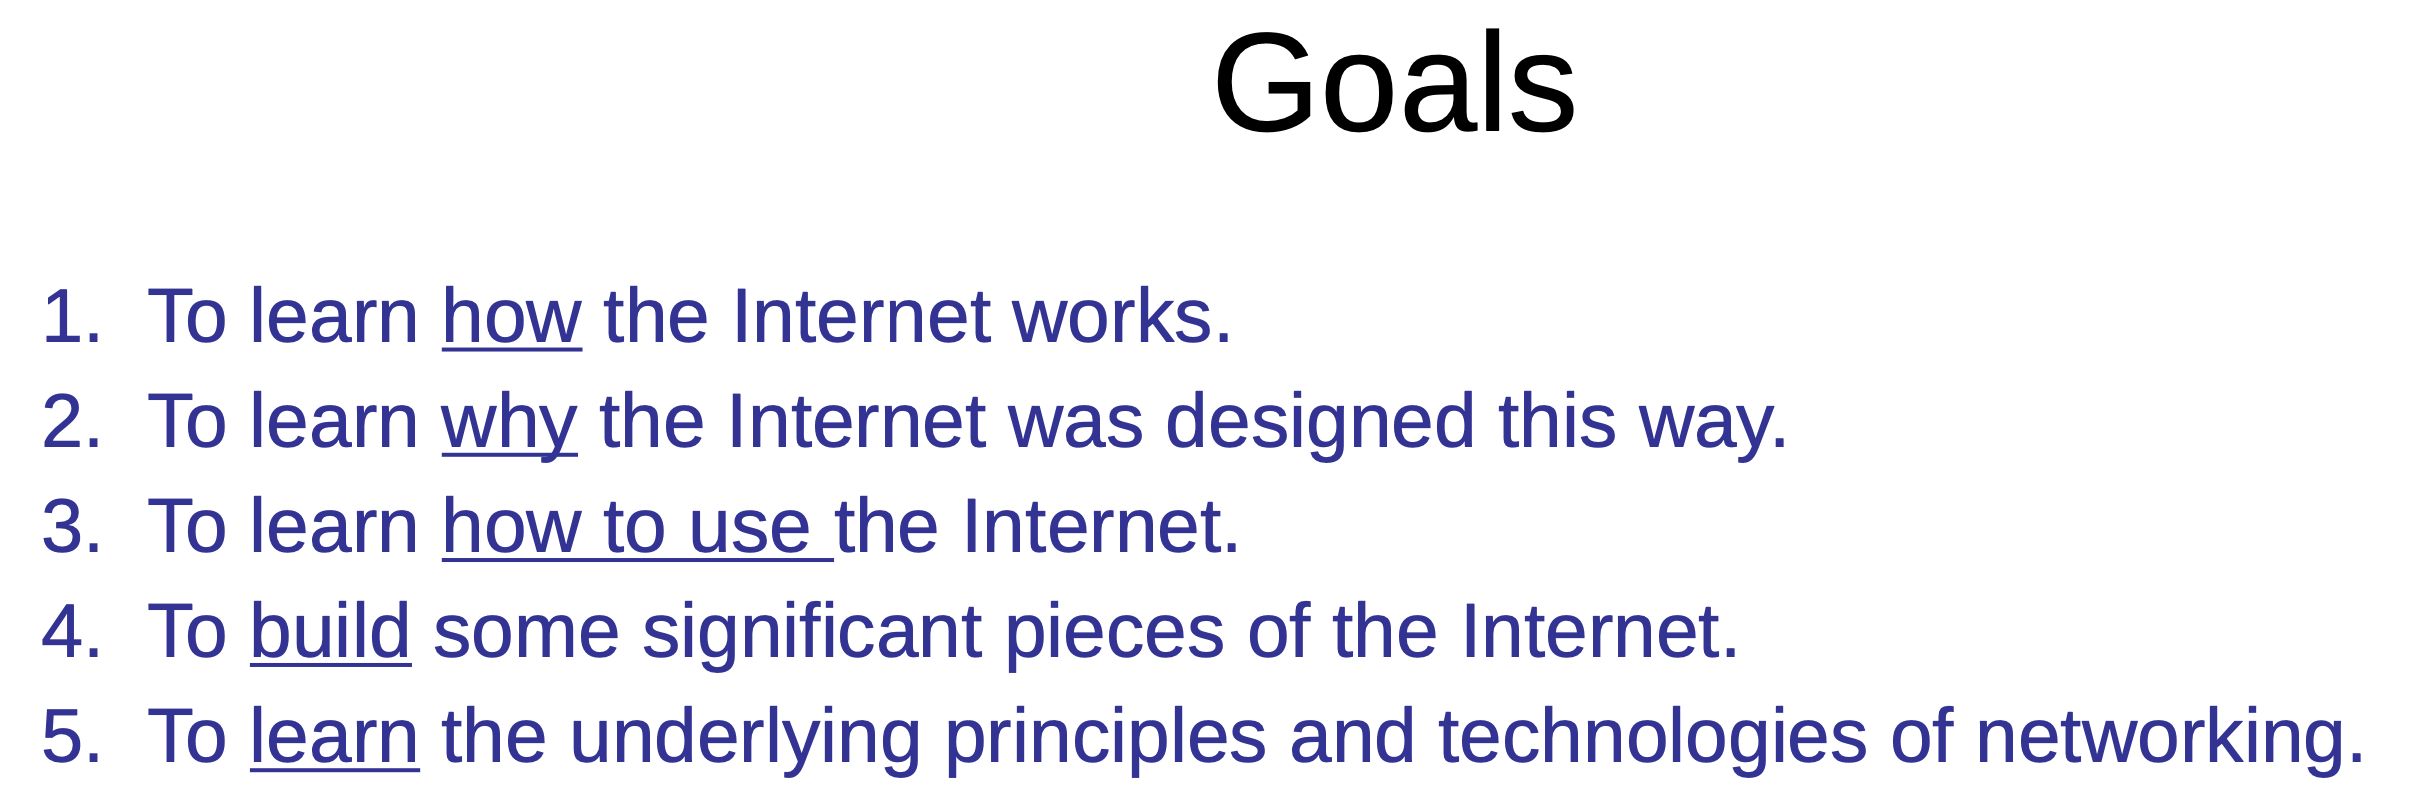 Goals
1. To learn how the Internet works.
2. To learn why the Internet was designed this way.
3. To learn how to use the Internet.
4. To build some significant pieces of the Internet.
5. To learn the underlying principles and technologies of networking.